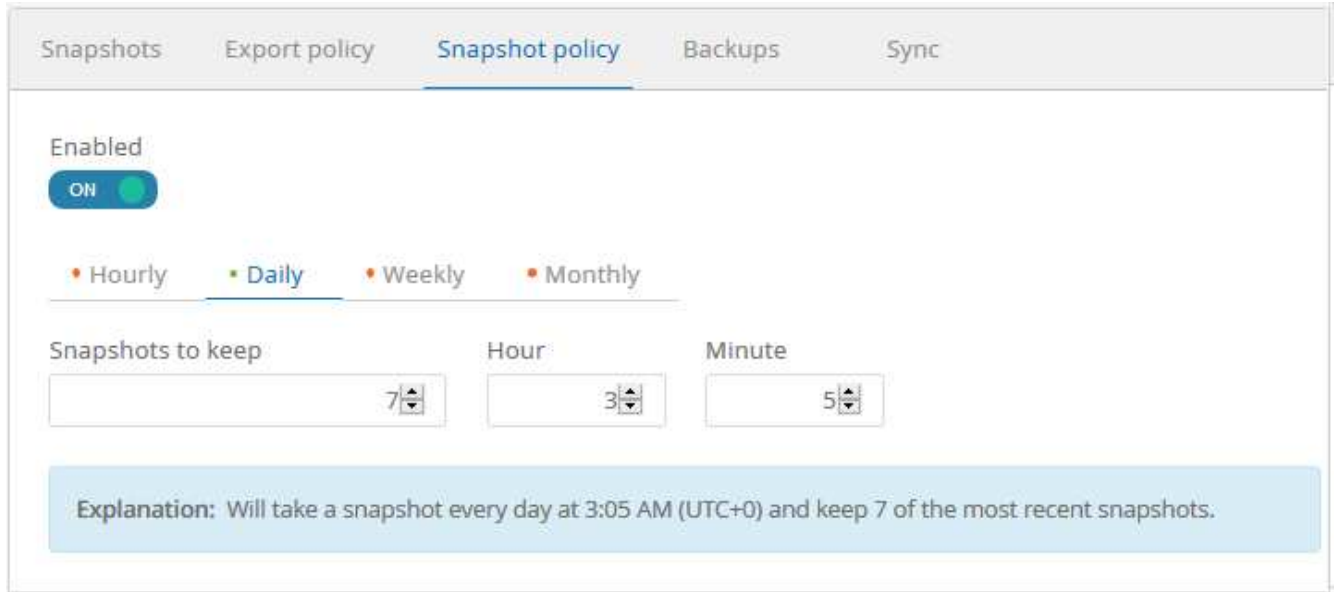 Snapshots Export policy Snapshot policy Backups Sync
Enabled
ON
• Hourly • Daily • Weekly • Monthly
Snapshots to keep Hour Minute
7 3 5
Explanation: Will take a snapshot every day at 3:05 AM (UTC+0) and keep 7 of the most recent snapshots.